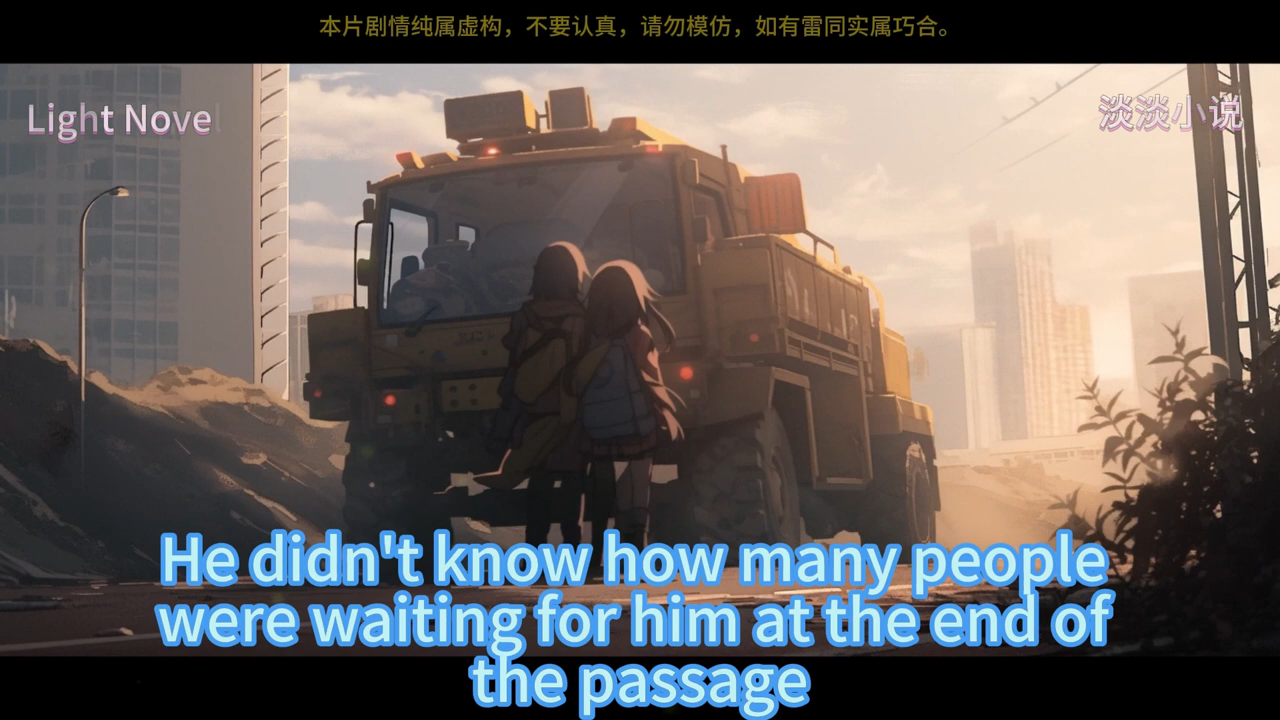 本片剧情纯属虚构，不要认真，请勿模仿，如有雷同实属巧合。
Light Novel
淡淡小说
He didn't know how many people
were waiting for him at the end of
the passage